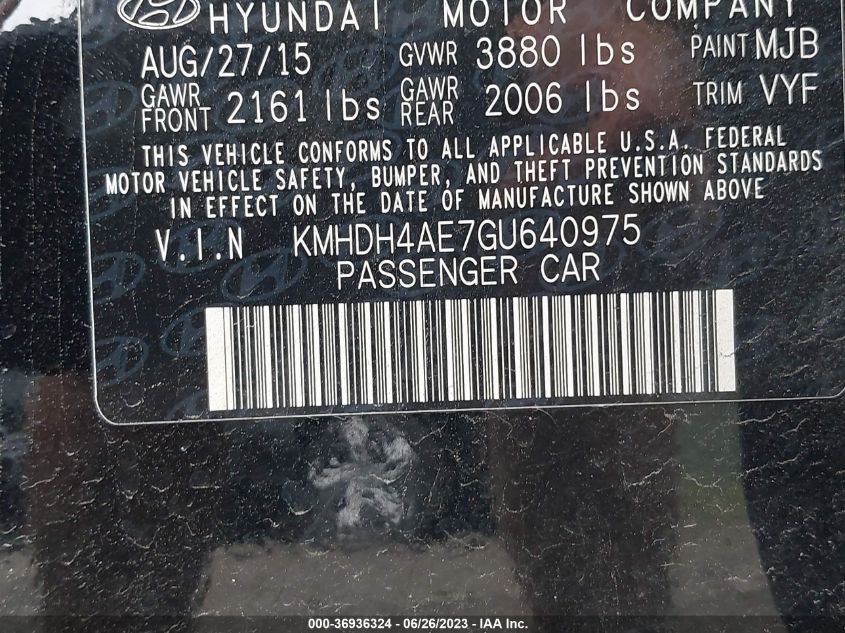 HYUNDAI MOTOR COMPANY
AUG/27/15 GVWR 3880 lbs PAINT MJB
GAWR FRONT 2161 lbs GAWR REAR 2006 lbs TRIM VYF
THIS VEHICLE CONFORMS TO ALL APPLICABLE U.S.A. FEDERAL
MOTOR VEHICLE SAFETY, BUMPER, AND THEFT PREVENTION STANDARDS
IN EFFECT ON THE DATE OF MANUFACTURE SHOWN ABOVE
V.I.N KMHDH4AE7GU640975
PASSENGER CAR
000-36936324 - 06/26/2023 - IAA Inc.